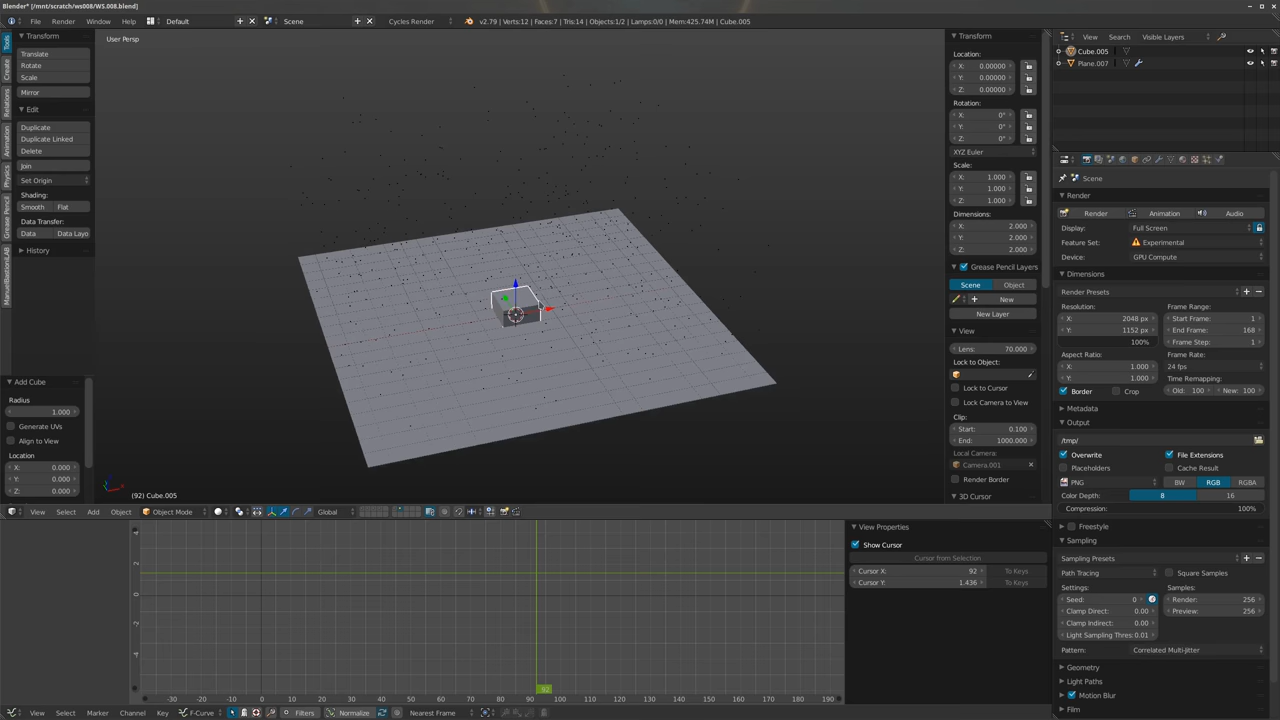 Blender* [/mnt/scratch/ws008/WS.008.blend]
File Render Window Help Default Scene Cycles Render v2.79 | Verts:12 | Faces:7 | Tris:14 | Objects:1/2 | Lamps:0/0 | Mem:425.74M | Cube.005
Tools
Create
Relations
Animation
Physics
Grease Pencil
ManuelBastioniLAB
Transform
Translate
Rotate
Scale
Mirror
Edit
Duplicate
Duplicate Linked
Delete
Join
Set Origin
Shading:
Smooth Flat
Data Transfer:
Data Data Layo
History
Add Cube
Radius
1.000
Generate UVs
Align to View
Location
X: 0.000
Y: 0.000
Z: 0.000
User Persp
(92) Cube.005
View Select Add Object Object Mode Global
Transform
Location:
X: 0.00000
Y: 0.00000
Z: 0.00000
Rotation:
X: 0°
Y: 0°
Z: 0°
XYZ Euler
Scale:
X: 1.000
Y: 1.000
Z: 1.000
Dimensions:
X: 2.000
Y: 2.000
Z: 2.000
Grease Pencil Layers
Scene Object
New
New Layer
View
Lens: 70.000
Lock to Object:
Lock to Cursor
Lock Camera to View
Clip:
Start: 0.100
End: 1000.000
Local Camera:
Camera.001
Render Border
3D Cursor
View Search Visible Layers
Cube.005
Plane.007
Scene
Render
Render Animation Audio
Display: Full Screen
Feature Set: Experimental
Device: GPU Compute
Dimensions
Render Presets
Resolution: Frame Range:
X: 2048 px Start Frame: 1
Y: 1152 px End Frame: 168
100% Frame Step: 1
Aspect Ratio: Frame Rate:
X: 1.000 24 fps
Y: 1.000 Time Remapping:
Border Crop Old: 100 New: 100
Metadata
Output
/tmp/
Overwrite File Extensions
Placeholders Cache Result
PNG BW RGB RGBA
Color Depth: 8 16
Compression: 100%
Freestyle
Sampling
Sampling Presets
Path Tracing Square Samples
Settings: Samples:
Seed: 0 Render: 256
Clamp Direct: 0.00 Preview: 256
Clamp Indirect: 0.00
Light Sampling Thres: 0.01
Pattern: Correlated Multi-Jitter
Geometry
Light Paths
Motion Blur
Film
4
2
0
-2
-4
92
-30 -20 -10 0 10 20 30 40 50 60 70 80 90 100 110 120 130 140 150 160 170 180 190
View Select Marker Channel Key F-Curve Filters Normalize Nearest Frame
View Properties
Show Cursor
Cursor from Selection
Cursor X: 92 To Keys
Cursor Y: 1.436 To Keys